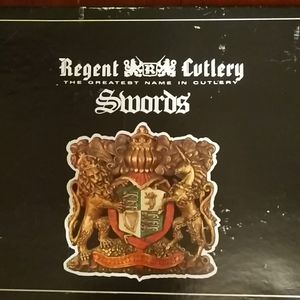 Regent R Cutlery
THE GREATEST NAME IN CUTLERY
Swords